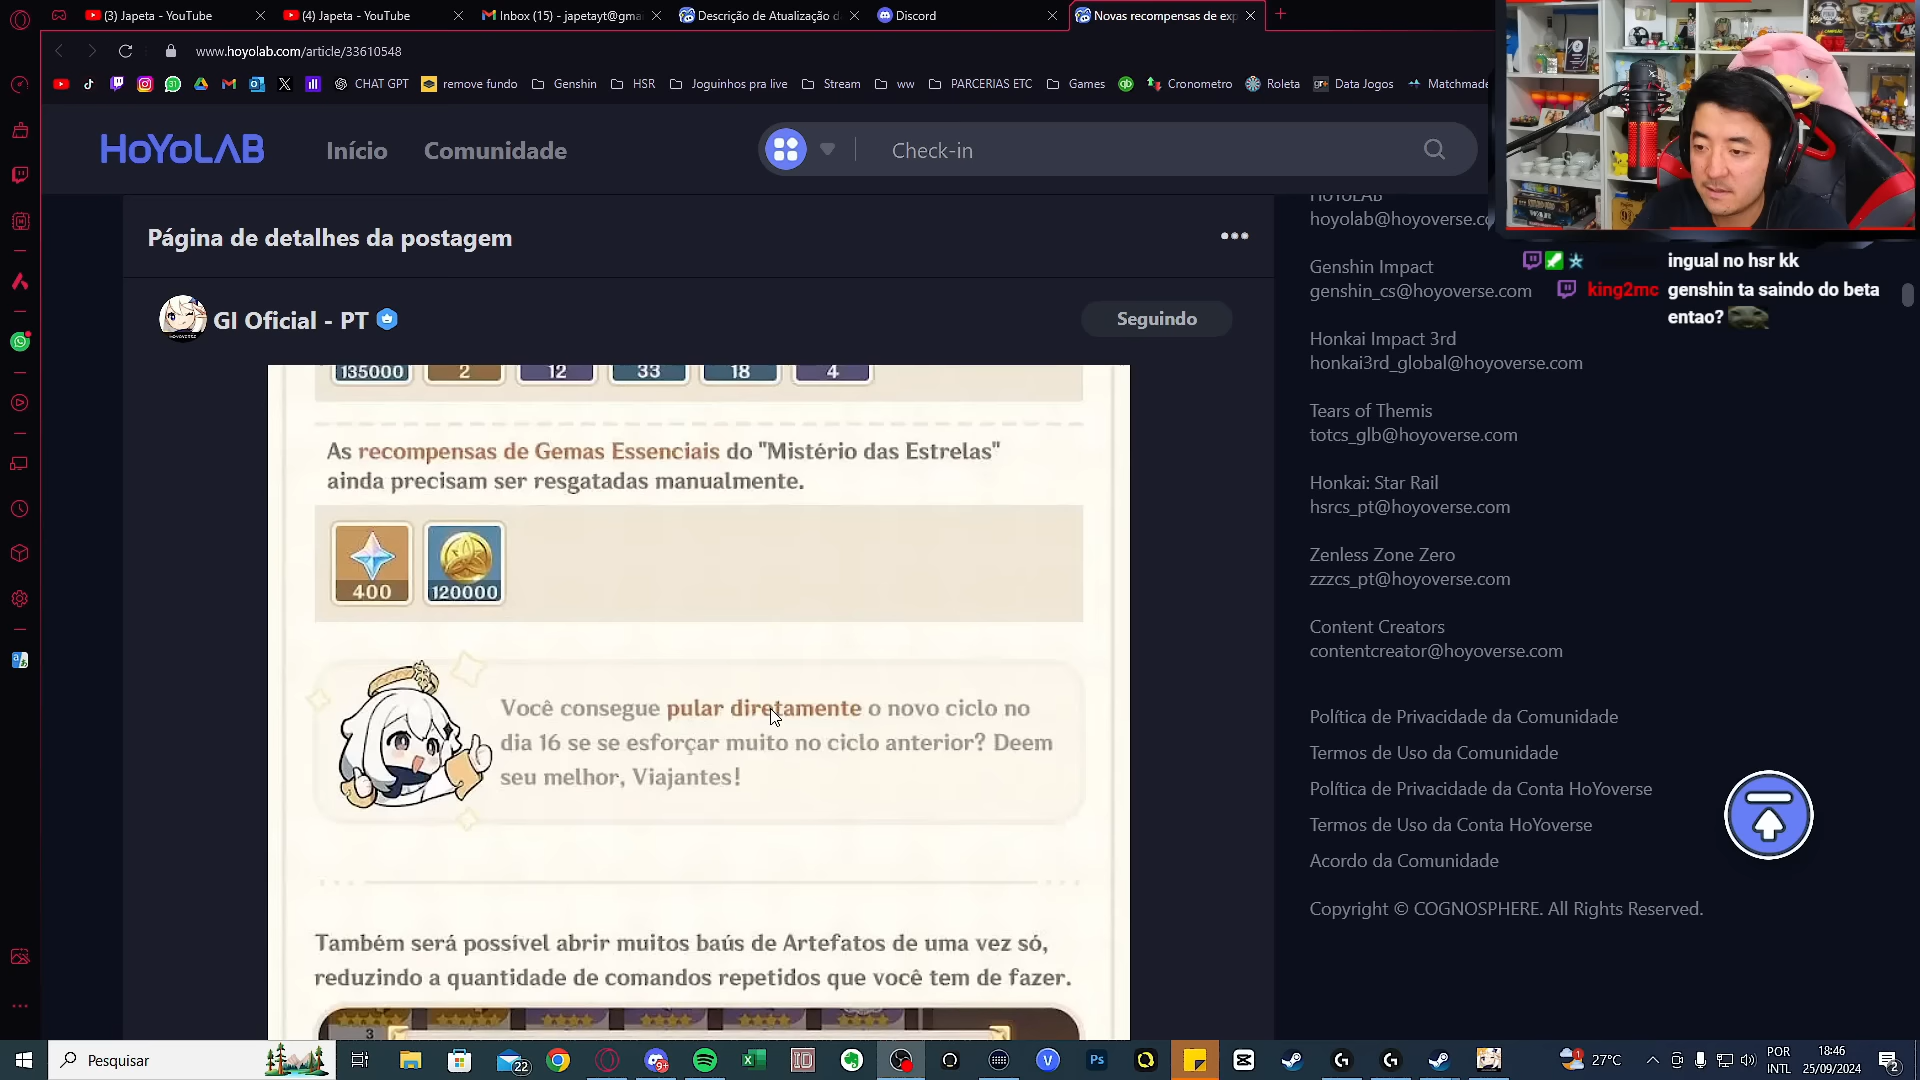 (3) Japeta - YouTube
(4) Japeta - YouTube
Inbox (15) - japetayt@gmai
Descrição de Atualização d
Discord
Novas recompensas de exp
www.hoyolab.com/article/33610548
CHAT GPT
remove fundo
Genshin
HSR
Joguinhos pra live
Stream
ww
PARCERIAS ETC
Games
Cronometro
Roleta
Data Jogos
Matchmade
HoYoLAB
Início
Comunidade
Check-in
Página de detalhes da postagem
GI Oficial - PT
Seguindo
135000
2
12
33
18
4
As recompensas de Gemas Essenciais do "Mistério das Estrelas"
ainda precisam ser resgatadas manualmente.
400
120000
Você consegue pular diretamente o novo ciclo no
dia 16 se se esforçar muito no ciclo anterior? Deem
seu melhor, Viajantes!
Também será possível abrir muitos baús de Artefatos de uma vez só,
reduzindo a quantidade de comandos repetidos que você tem de fazer.
3
HoYoLAB
hoyolab@hoyoverse.co
Genshin Impact
genshin_cs@hoyoverse.com
Honkai Impact 3rd
honkai3rd_global@hoyoverse.com
Tears of Themis
totcs_glb@hoyoverse.com
Honkai: Star Rail
hsrcs_pt@hoyoverse.com
Zenless Zone Zero
zzzcs_pt@hoyoverse.com
Content Creators
contentcreator@hoyoverse.com
Política de Privacidade da Comunidade
Termos de Uso da Comunidade
Política de Privacidade da Conta HoYoverse
Termos de Uso da Conta HoYoverse
Acordo da Comunidade
Copyright © COGNOSPHERE. All Rights Reserved.
ingual no hsr kk
king2mc genshin ta saindo do beta
entao?
Pesquisar
22
9+
Ps
1
27°C
POR
INTL
18:46
25/09/2024
2